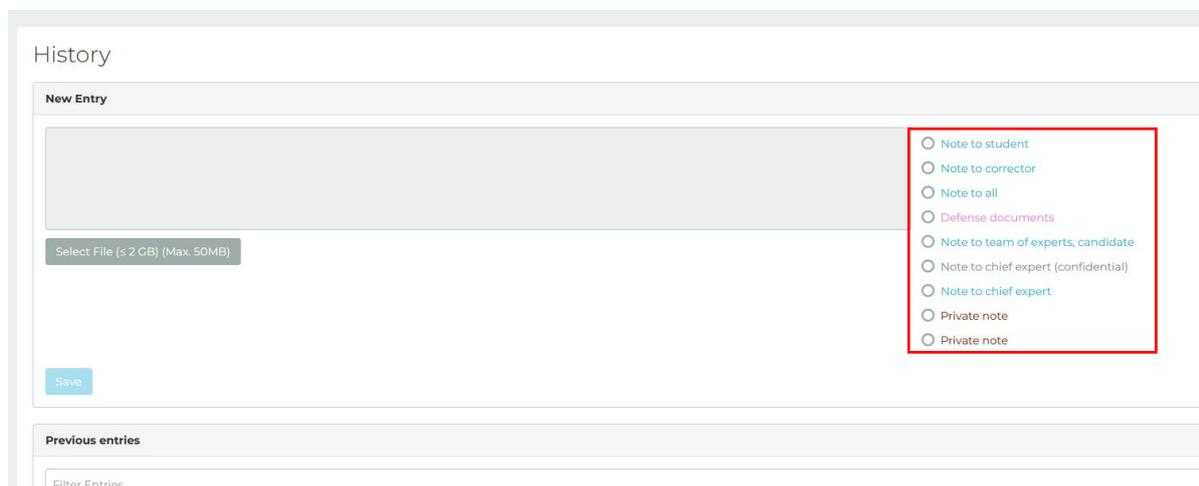 History
New Entry
Note to student
Note to corrector
Note to all
Defense documents
Note to team of experts, candidate
Note to chief expert (confidential)
Note to chief expert
Private note
Private note
Select File (≤ 2 GB) (Max. 50MB)
Save
Previous entries
Filter Entries